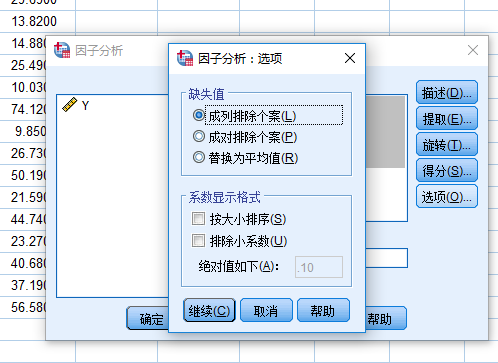 13.8200
14.880
因子分析
因子分析：选项
25.490
缺失值
10.030
Y
描述(D)...
74.120
成列排除个案(L)
提取(E)...
9.850
成对排除个案(P)
26.730
替换为平均值(R)
旋转(T)...
50.190
得分(S)...
21.590
系数显示格式
选项(O)...
44.740
按大小排序(S)
23.270
排除小系数(U)
40.680
绝对值如下(A)：
.10
37.190
56.580
确定
继续(C)
取消
帮助
帮助